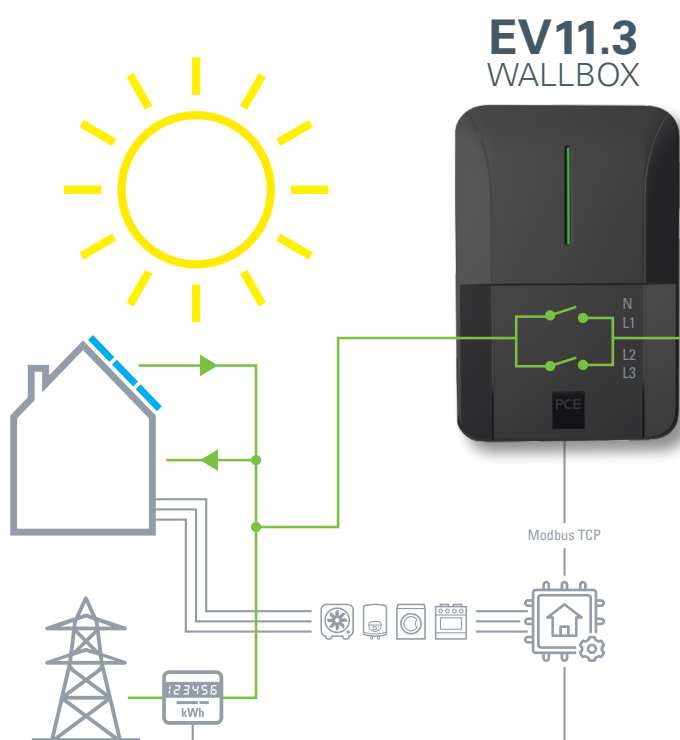 EV11.3
WALLBOX
N
L1
L2
L3
PCE
Modbus TCP
123456
kWh